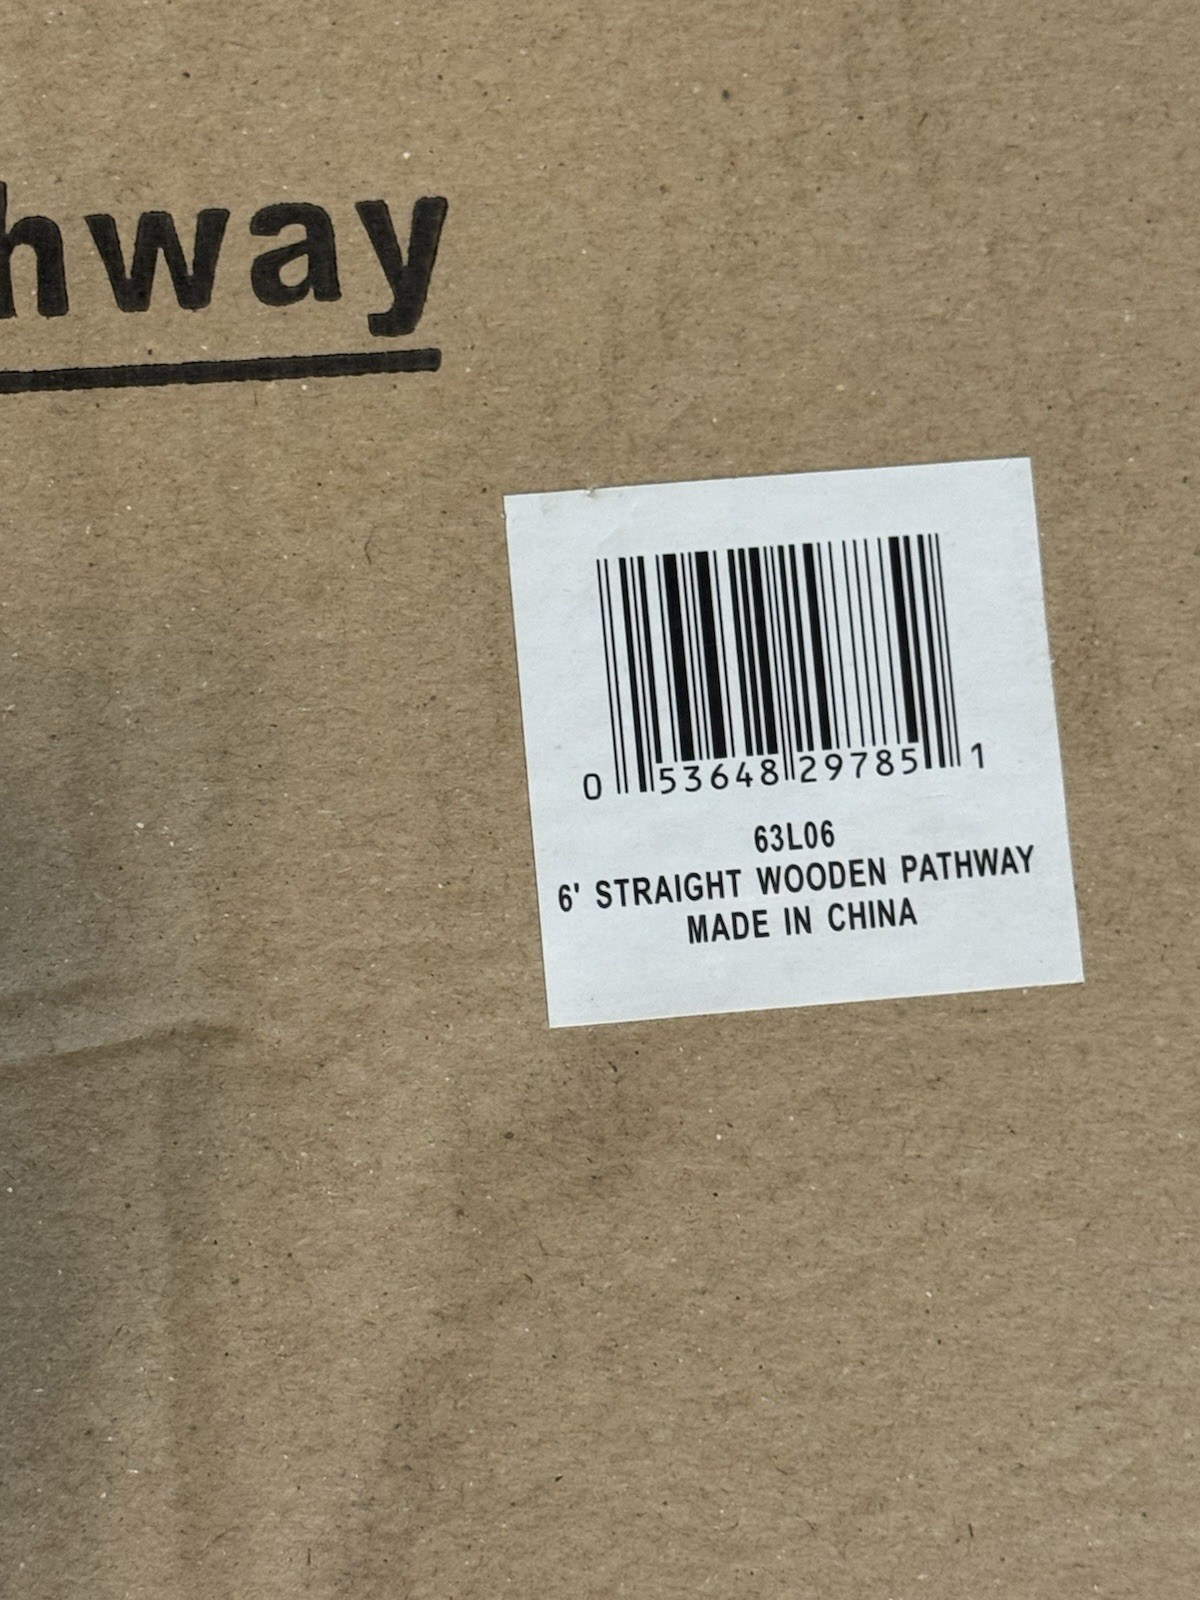 hway
0 53648 29785 1
63L06
6' STRAIGHT WOODEN PATHWAY
MADE IN CHINA